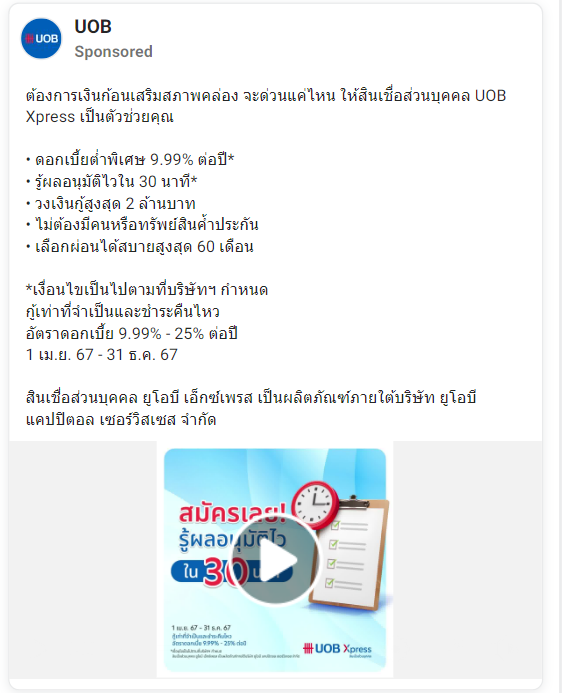 UOB
UOB
Sponsored
ต้องการเงินก้อนเสริมสภาพคล่อง จะด่วนแค่ไหน ให้สินเชื่อส่วนบุคคล UOB
Xpress เป็นตัวช่วยคุณ
• ดอกเบี้ยต่ำพิเศษ 9.99% ต่อปี*
• รู้ผลอนุมัติไวใน 30 นาที*
• วงเงินกู้สูงสุด 2 ล้านบาท
• ไม่ต้องมีคนหรือทรัพย์สินค้ำประกัน
• เลือกผ่อนได้สบายสูงสุด 60 เดือน
*เงื่อนไขเป็นไปตามที่บริษัทฯ กำหนด
กู้เท่าที่จำเป็นและชำระคืนไหว
อัตราดอกเบี้ย 9.99% - 25% ต่อปี
1 เม.ย. 67 - 31 ธ.ค. 67
สินเชื่อส่วนบุคคล ยูโอบี เอ็กซ์เพรส เป็นผลิตภัณฑ์ภายใต้บริษัท ยูโอบี
แคปปิตอล เซอร์วิสเซส จำกัด
สมัครเลย!
รู้ผลอนุมัติไว
ใน 30
1 เม.ย. 67 - 31 ธ.ค. 67
กู้เท่าที่จำเป็นและชำระคืนไหว
อัตราดอกเบี้ย 9.99% - 25% ต่อปี
UOB Xpress